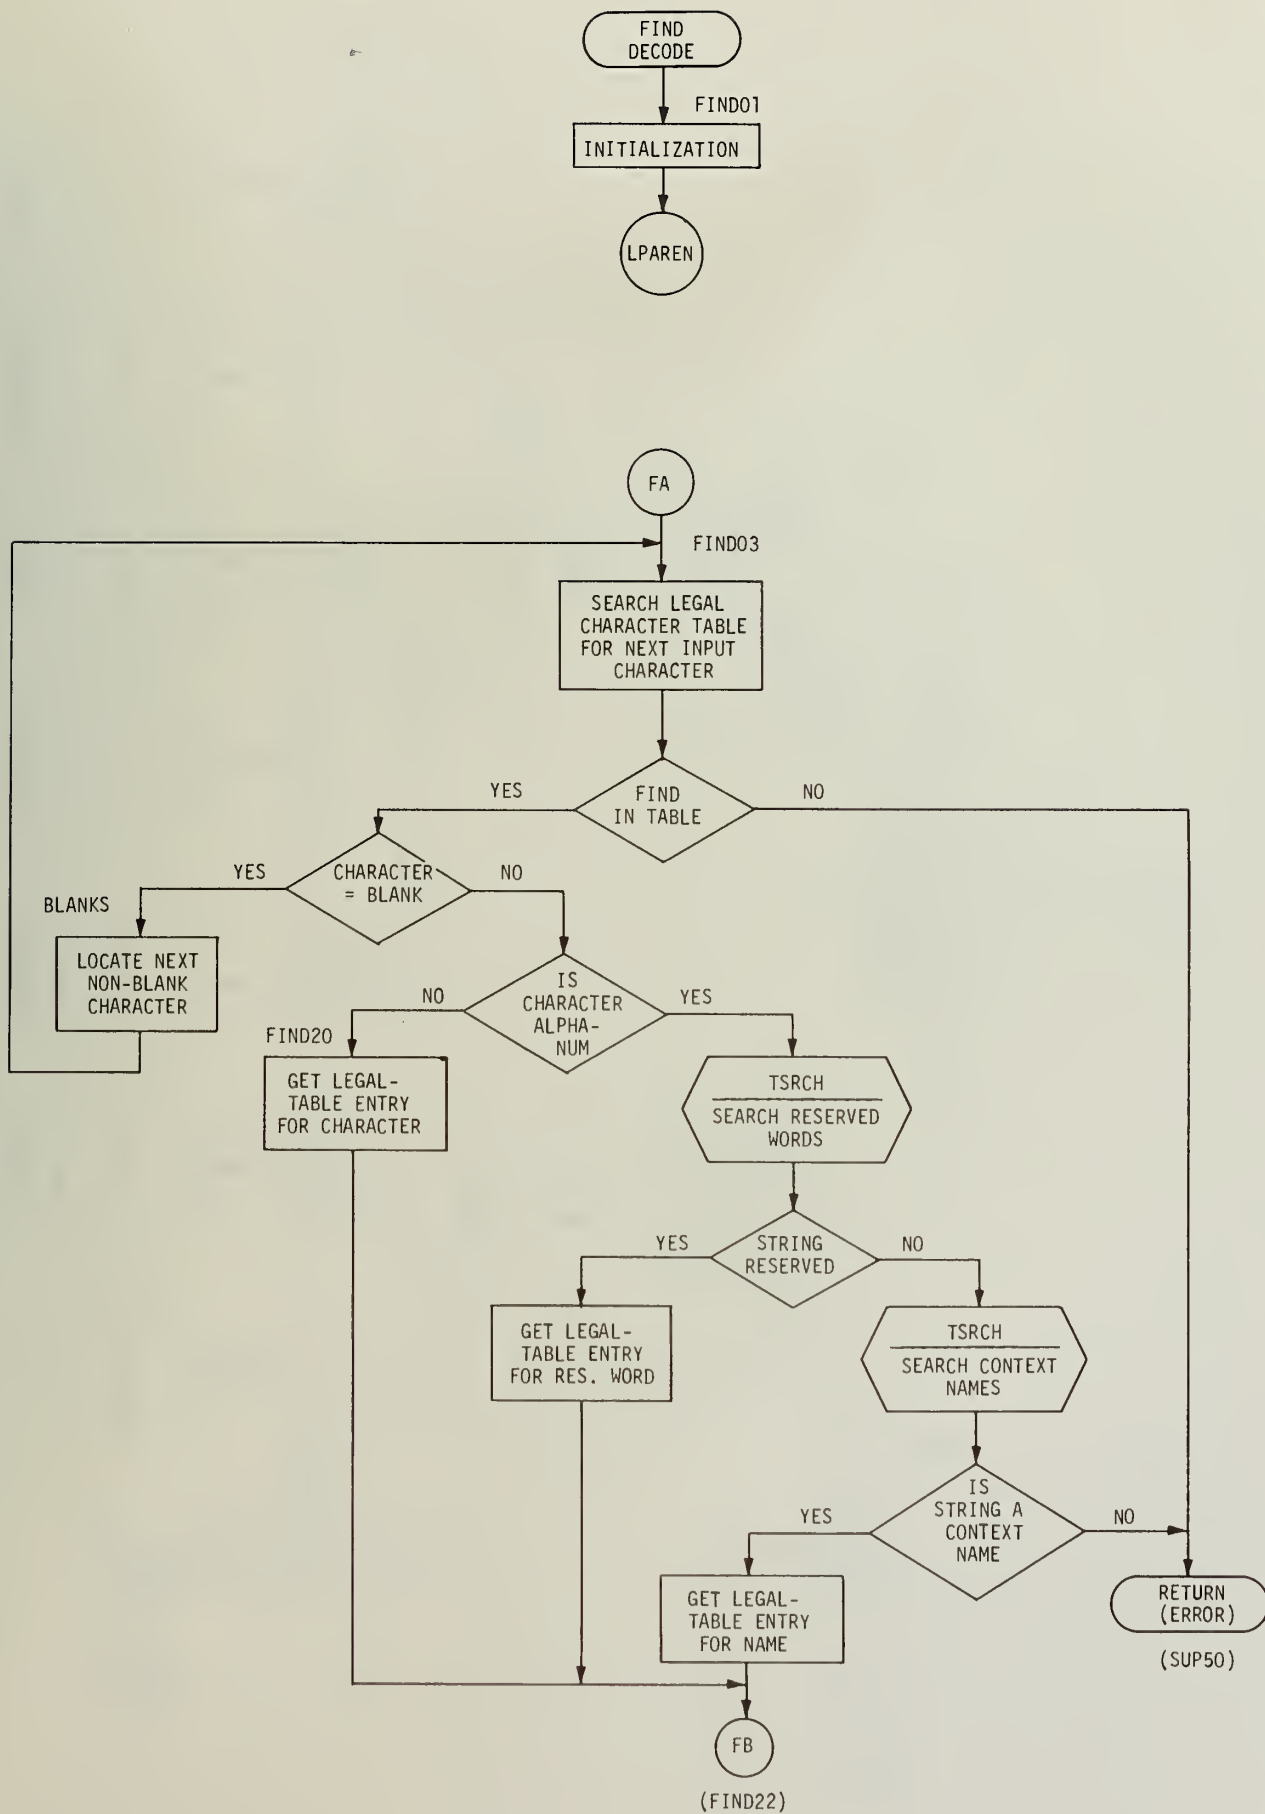 FIND
DECODE
FIND01
INITIALIZATION
LPAREN
FA
FIND03
SEARCH LEGAL
CHARACTER TABLE
FOR NEXT INPUT
CHARACTER
YES
FIND
IN TABLE
NO
YES
CHARACTER
= BLANK
NO
BLANKS
LOCATE NEXT
NON-BLANK
CHARACTER
NO
IS
CHARACTER
ALPHA-
NUM
YES
FIND20
GET LEGAL-
TABLE ENTRY
FOR CHARACTER
TSRCH
SEARCH RESERVED
WORDS
YES
STRING
RESERVED
NO
GET LEGAL-
TABLE ENTRY
FOR RES. WORD
TSRCH
SEARCH CONTEXT
NAMES
YES
IS
STRING A
CONTEXT
NAME
NO
GET LEGAL-
TABLE ENTRY
FOR NAME
RETURN
(ERROR)
(SUP50)
FB
(FIND22)